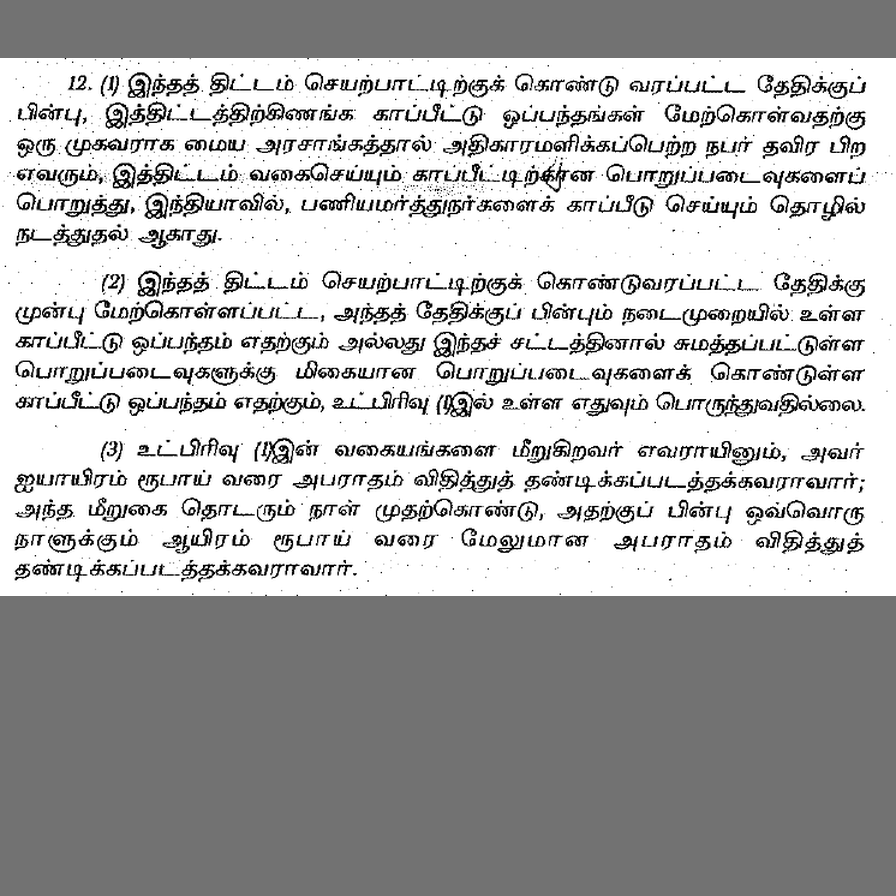 12. (1) இந்தத் திட்டம் செயற்பாட்டிற்குக் கொண்டு வரப்பட்ட தேதிக்குப்
பின்பு, இத்திட்டத்திற்கிணங்க காப்பீட்டு ஒப்பந்தங்கள் மேற்கொள்வதற்கு
ஒரு முகவராக மைய அரசாங்கத்தால் அதிகாரமளிக்கப்பெற்ற நபர் தவிர பிற
எவரும், இத்திட்டம் வகைசெய்யும் காப்பீட்டிற்கான பொறுப்படைவுகளைப்
பொறுத்து, இந்தியாவில், பணியமர்த்துநர்களைக் காப்பீடு செய்யும் தொழில்
நடத்துதல் ஆகாது.
(2) இந்தத் திட்டம் செயற்பாட்டிற்குக் கொண்டுவரப்பட்ட தேதிக்கு
முன்பு மேற்கொள்ளப்பட்ட, அந்தத் தேதிக்குப் பின்பும் நடைமுறையில் உள்ள
காப்பீட்டு ஒப்பந்தம் எதற்கும் அல்லது இந்தச் சட்டத்தினால் சுமத்தப்பட்டுள்ள
பொறுப்படைவுகளுக்கு மிகையான பொறுப்படைவுகளைக் கொண்டுள்ள
காப்பீட்டு ஒப்பந்தம் எதற்கும், உட்பிரிவு (1)இல் உள்ள எதுவும் பொருந்துவதில்லை.
(3) உட்பிரிவு (1)இன் வகையங்களை மீறுகிறவர் எவராயினும், அவர்
ஐயாயிரம் ரூபாய் வரை அபராதம் விதித்துத் தண்டிக்கப்படத்தக்கவராவார்;
அந்த மீறுகை தொடரும் நாள் முதற்கொண்டு, அதற்குப் பின்பு ஒவ்வொரு
நாளுக்கும் ஆயிரம் ரூபாய் வரை மேலுமான அபராதம் விதித்துத்
தண்டிக்கப்படத்தக்கவராவார்.